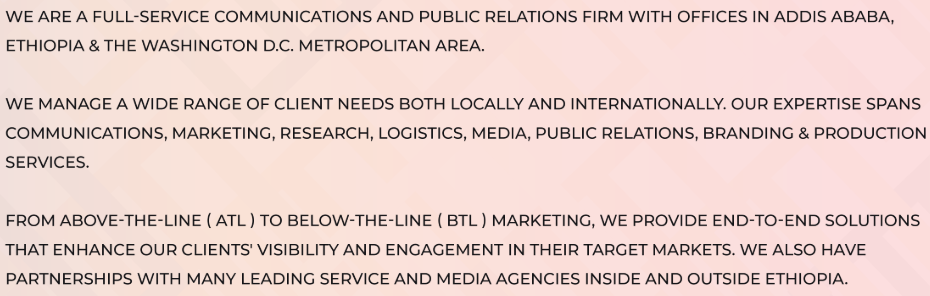 WE ARE A FULL-SERVICE COMMUNICATIONS AND PUBLIC RELATIONS FIRM WITH OFFICES IN ADDIS ABABA,
ETHIOPIA & THE WASHINGTON D.C. METROPOLITAN AREA.
WE MANAGE A WIDE RANGE OF CLIENT NEEDS BOTH LOCALLY AND INTERNATIONALLY. OUR EXPERTISE SPANS
COMMUNICATIONS, MARKETING, RESEARCH, LOGISTICS, MEDIA, PUBLIC RELATIONS, BRANDING & PRODUCTION
SERVICES.
FROM ABOVE-THE-LINE ( ATL ) TO BELOW-THE-LINE ( BTL ) MARKETING, WE PROVIDE END-TO-END SOLUTIONS
THAT ENHANCE OUR CLIENTS' VISIBILITY AND ENGAGEMENT IN THEIR TARGET MARKETS. WE ALSO HAVE
PARTNERSHIPS WITH MANY LEADING SERVICE AND MEDIA AGENCIES INSIDE AND OUTSIDE ETHIOPIA.